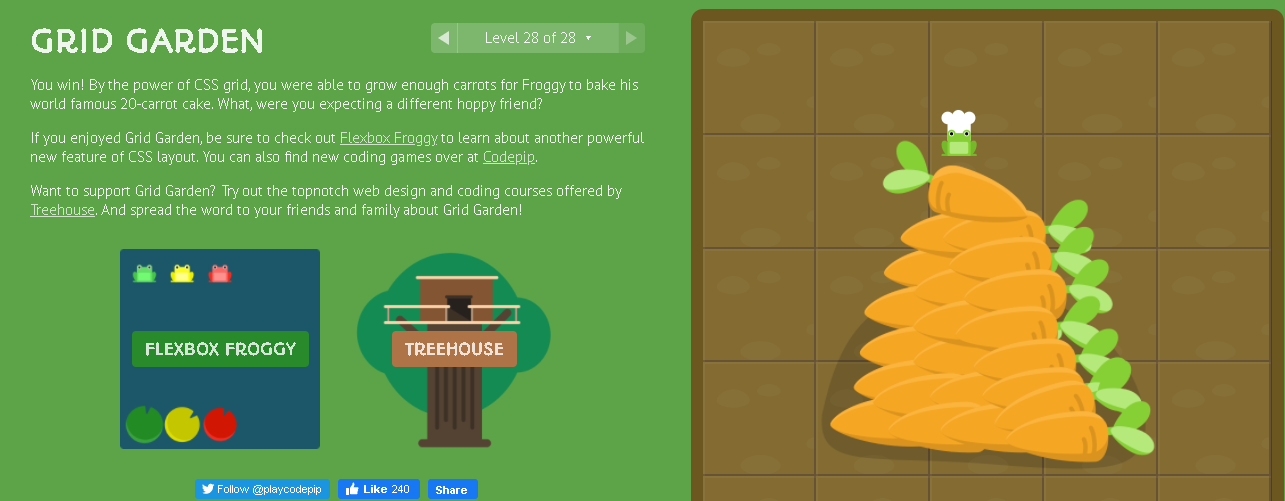 GRID GARDEN
Level 28 of 28
You win! By the power of CSS grid, you were able to grow enough carrots for Froggy to bake his
world famous 20-carrot cake. What, were you expecting a different hoppy friend?
If you enjoyed Grid Garden, be sure to check out Flexbox Froggy to learn about another powerful
new feature of CSS layout. You can also find new coding games over at Codepip.
Want to support Grid Garden? Try out the topnotch web design and coding courses offered by
Treehouse. And spread the word to your friends and family about Grid Garden!
FLEXBOX FROGGY
TREEHOUSE
Follow @playcodepip
Like 240
Share